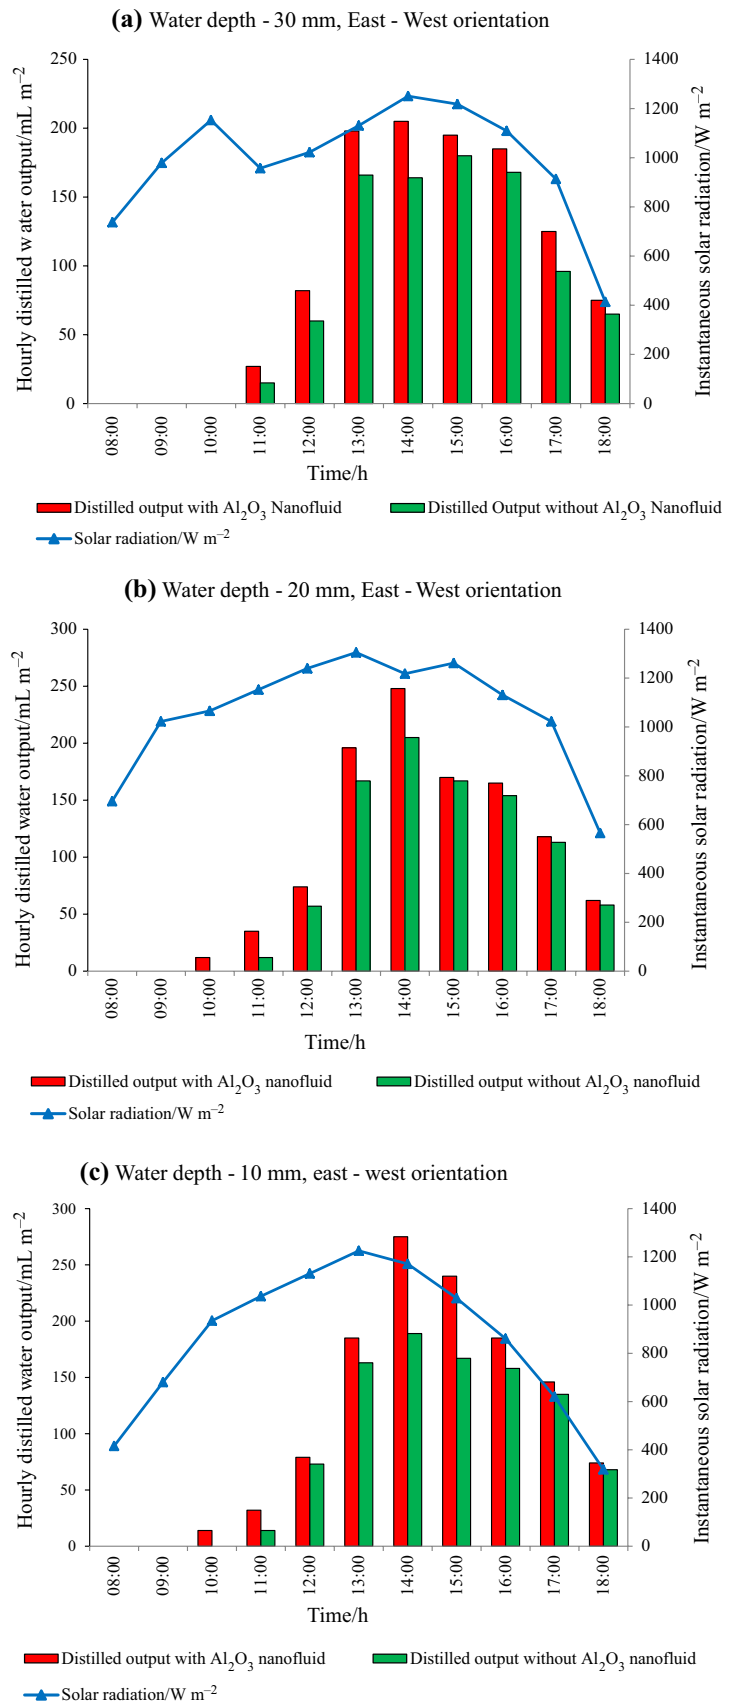 (a) Water depth - 30 mm, East - West orientation
Hourly distilled w ater output/mL m⁻²
250
200
150
100
50
0
1400
1200
1000
800
600
400
200
0
Instantaneous solar radiation/W m⁻²
08:00 09:00 10:00 11:00 12:00 13:00 14:00 15:00 16:00 17:00 18:00
Time/h
Distilled output with Al₂O₃ Nanofluid
Distilled Output without Al₂O₃ Nanofluid
Solar radiation/W m⁻²
(b) Water depth - 20 mm, East - West orientation
Hourly distilled water output/mL m⁻²
300
250
200
150
100
50
0
1400
1200
1000
800
600
400
200
0
Instantaneous solar radiation/W m⁻²
08:00 09:00 10:00 11:00 12:00 13:00 14:00 15:00 16:00 17:00 18:00
Time/h
Distilled output with Al₂O₃ nanofluid
Distilled output without Al₂O₃ nanofluid
Solar radiation/W m⁻²
(c) Water depth - 10 mm, east - west orientation
Hourly distilled water output/mL m⁻²
300
250
200
150
100
50
0
1400
1200
1000
800
600
400
200
0
Instantaneous solar radiation/W m⁻²
08:00 09:00 10:00 11:00 12:00 13:00 14:00 15:00 16:00 17:00 18:00
Time/h
Distilled output with Al₂O₃ nanofluid
Distilled output without Al₂O₃ nanofluid
Solar radiation/W m⁻²